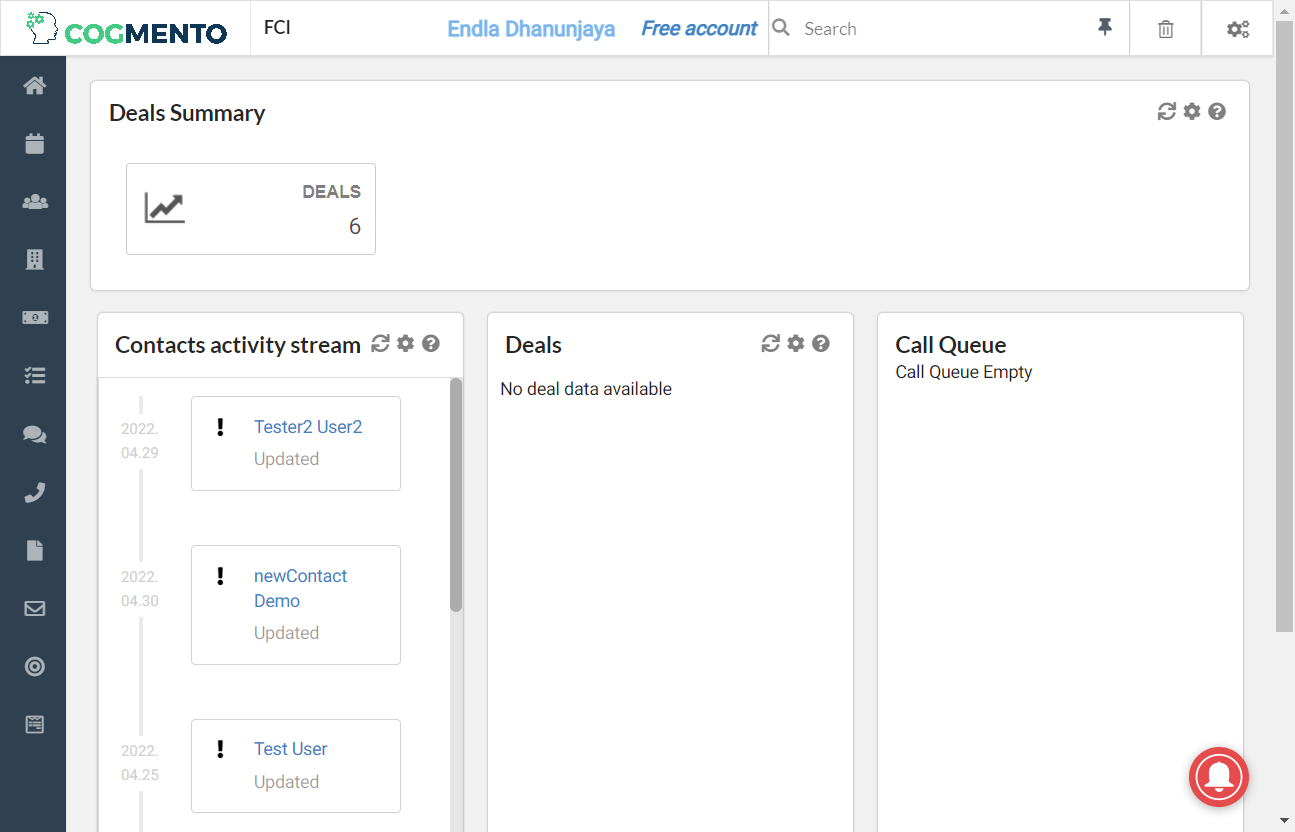 COGMENTO
FCI
Endla Dhanunjaya
Free account
Search
Deals Summary
DEALS
6
Contacts activity stream
2022.
04.29
Tester2 User2
Updated
2022.
04.30
newContact
Demo
Updated
2022.
04.25
Test User
Updated
Deals
No deal data available
Call Queue
Call Queue Empty